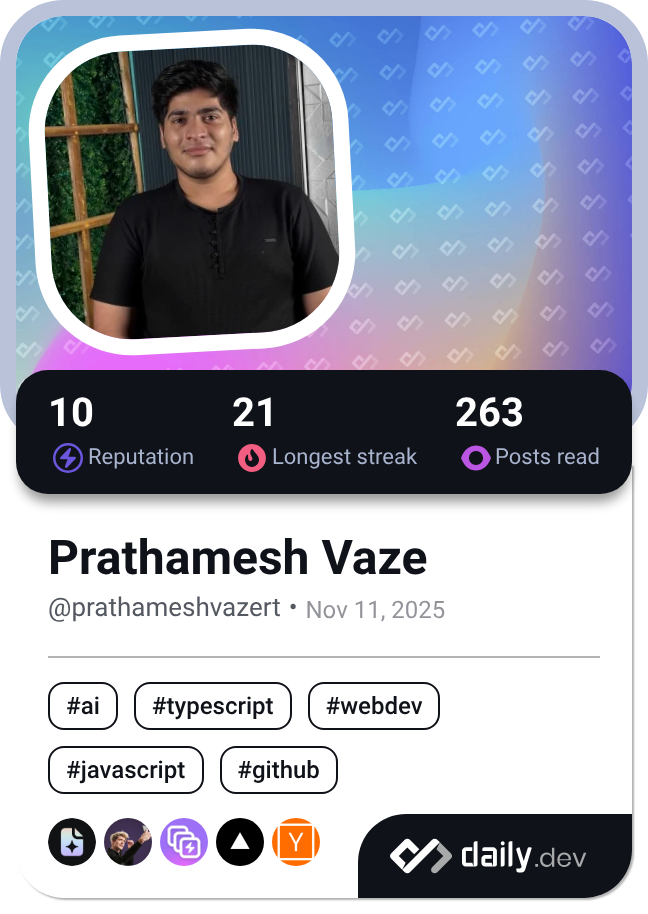 10 21 263
Reputation Longest streak Posts read
Prathamesh Vaze
@prathameshvazert • Nov 11, 2025
#ai #typescript #webdev
#javascript #github
Y
daily.dev